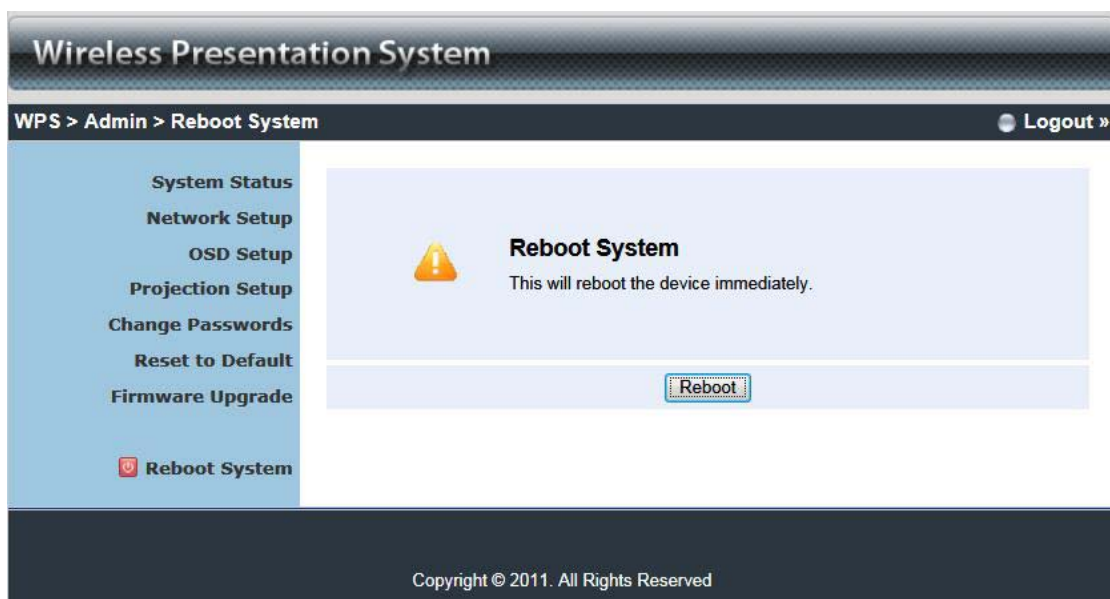 Wireless Presentation System
WPS > Admin > Reboot System
Logout »
System Status
Network Setup
OSD Setup
Projection Setup
Change Passwords
Reset to Default
Firmware Upgrade
Reboot System
Reboot System
This will reboot the device immediately.
Reboot
Copyright © 2011. All Rights Reserved